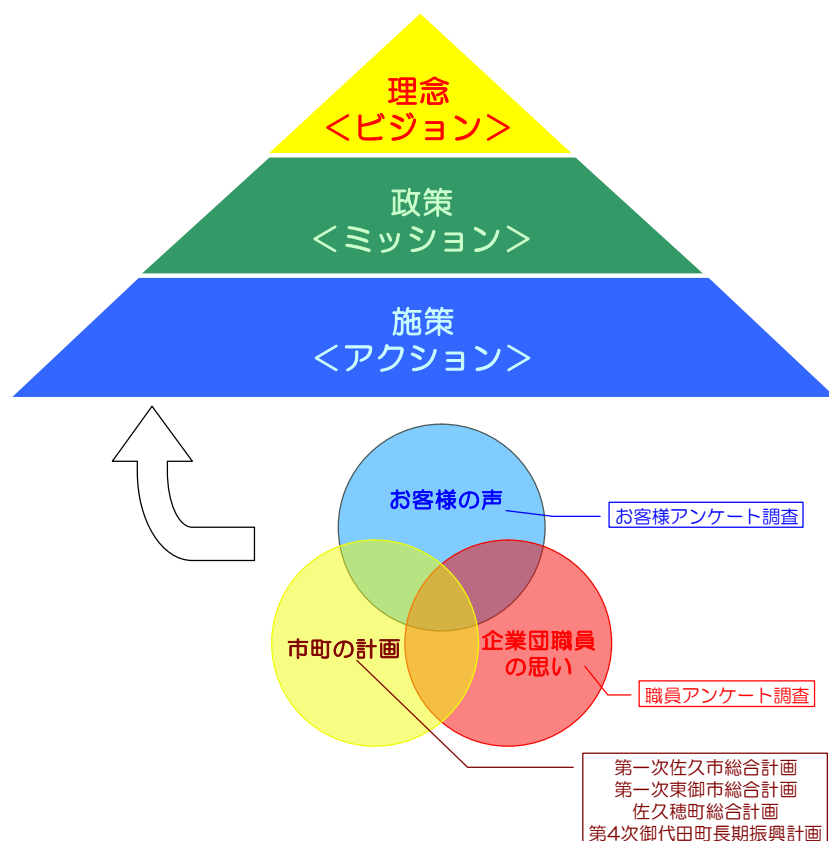 理念
＜ビジョン＞
政策
＜ミッション＞
施策
＜アクション＞
お客様の声
お客様アンケート調査
市町の計画
企業団職員
の思い
職員アンケート調査
第一次佐久市総合計画
第一次東御市総合計画
佐久穂町総合計画
第4次御代田町長期振興計画